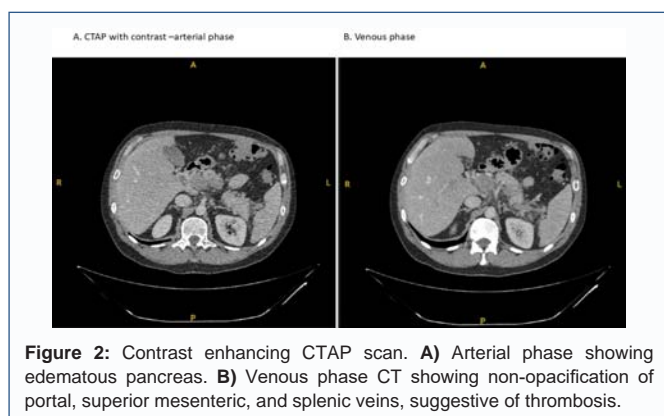 A. CTAP with contrast –arterial phase
B. Venous phase
A
A
R
L
R
L
P
P
Figure 2: Contrast enhancing CTAP scan. A) Arterial phase showing
edematous pancreas. B) Venous phase CT showing non-opacification of
portal, superior mesenteric, and splenic veins, suggestive of thrombosis.